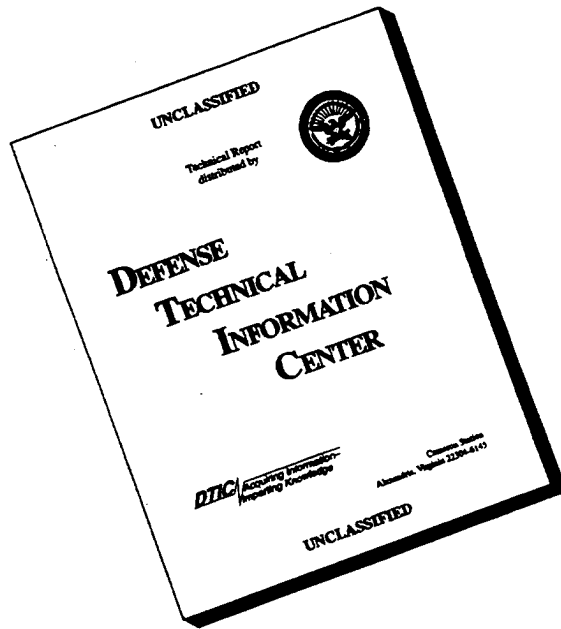 UNCLASSIFIED
Technical Report
distributed by
DEFENSE
TECHNICAL
INFORMATION
CENTER
DTIC
Acquiring Information-
Imparting Knowledge
Cameron Station
Alexandria, Virginia 22304-6145
UNCLASSIFIED